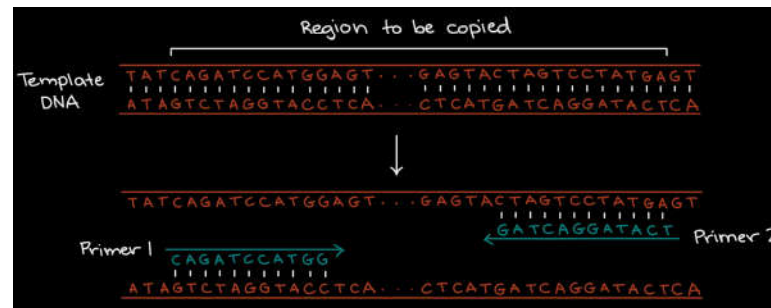 Region to be copied
Template DNA
TATCAGATCCATGGAGT...GAGTACTAGTCCTATGAGT
ATAGTCTAGGTACCTCA...CTCATGATCAGGATACTCA
TATCAGATCCATGGAGT...GAGTACTAGTCCTATGAGT
GATCAGGATACT
Primer 2
Primer 1
CAGATCCATGG
ATAGTCTAGGTACCTCA...CTCATGATCAGGATACTCA